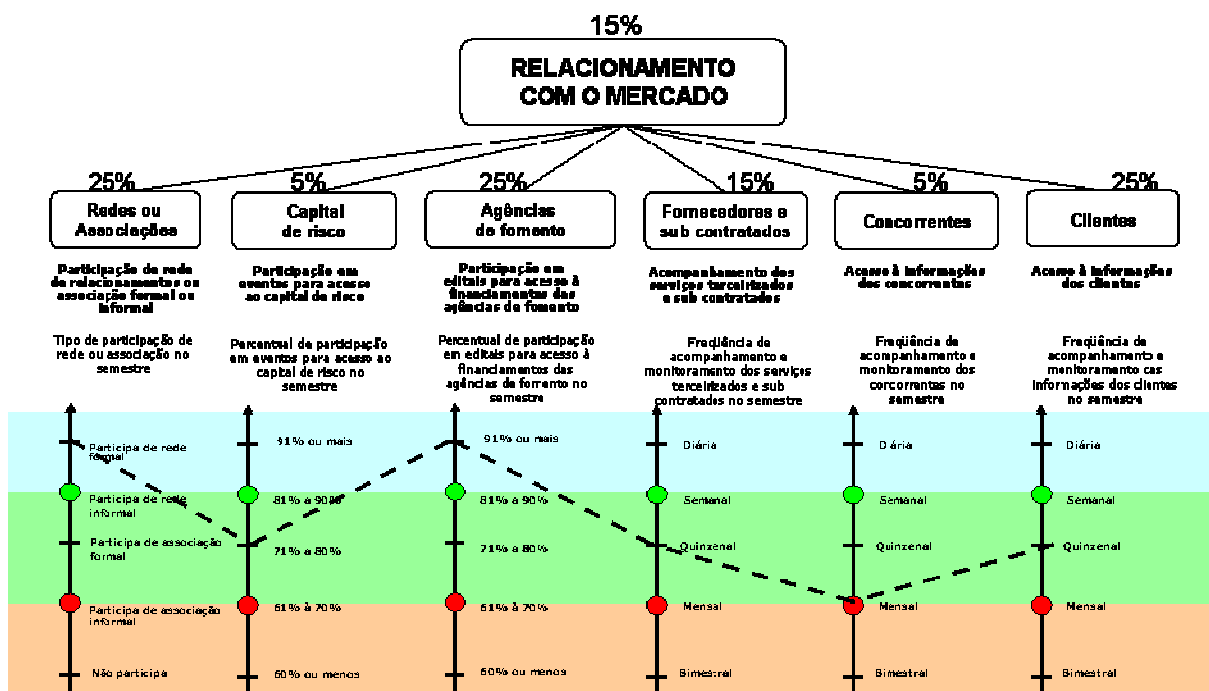 15%
RELACIONAMENTO
COM O MERCADO
25%
Redes ou
Associações
Participação de rede
de relacionamentos ou
associação formal ou
informal
Tipo de participação de
rede ou associação no
semestre
Participa de rede
formal
Participa de rede
informal
Participa de associação
formal
Participa de associação
informal
Não participa
5%
Capital
de risco
Participação em
eventos para acesso
ao capital de risco
Percentual de participação
em eventos para acesso ao
capital de risco no
semestre
91% ou mais
81% a 90%
71% a 80%
61% à 70%
60% ou menos
25%
Agências
de fomento
Participação em
editais para acesso à
financiamentos das
agências de fomento
Percentual de participação
em editais para acesso à
financiamentos das
agências de fomento no
semestre
91% ou mais
81% a 90%
71% a 80%
61% à 70%
60% ou menos
15%
Fornecedores e
sub contratados
Acompanhamento dos
serviços terceirizados
e sub contratados
Freqüência de
acompanhamento e
monitoramento dos serviços
terceirizados e sub
contratados no semestre
Diária
Semanal
Quinzenal
Mensal
Bimestral
5%
Concorrentes
Acesso à informações
dos concorrentes
Freqüência de
acompanhamento e
monitoramento dos
corcorrentes no
semestre
Diária
Semanal
Quinzenal
Mensal
Bimestral
25%
Clientes
Acesso à informações
dos clientes
Freqüência de
acompanhamento e
monitoramento cas
informações dos clientes
no semestre
Diária
Semanal
Quinzenal
Mensal
Bimestral